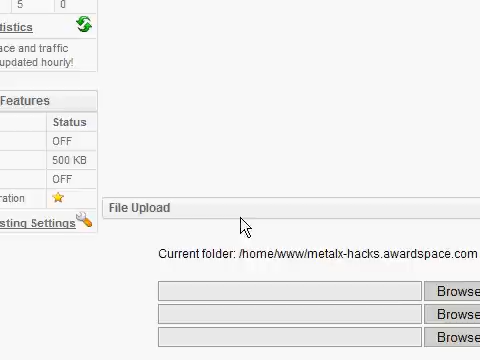 5 0
tistics
ace and traffic
updated hourly!
Features
Status
OFF
500 KB
OFF
ration
sting Settings
File Upload
Current folder: /home/www/metalx-hacks.awardspace.com
Browse
Browse
Browse